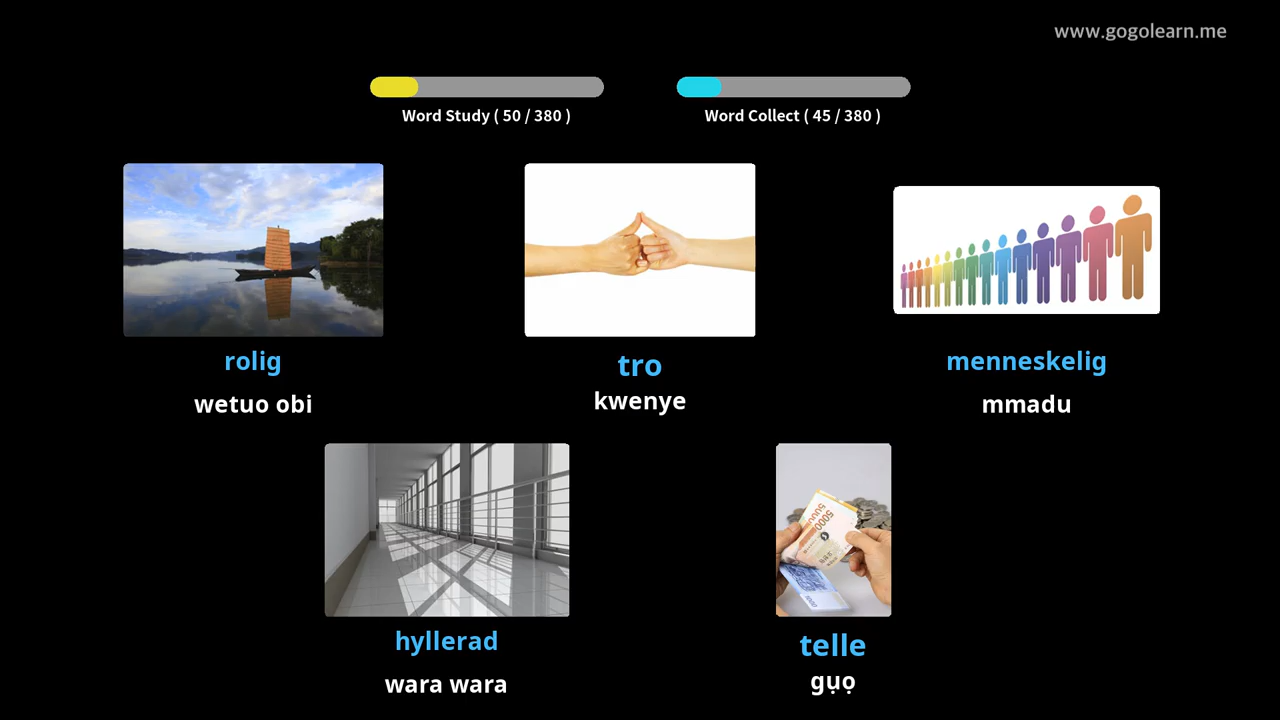 www.gogolearn.me
Word Study ( 50 / 380 )
Word Collect ( 45 / 380 )
rolig
wetuo obi
tro
kwenye
menneskelig
mmadu
hyllerad
wara wara
5000
telle
gụọ